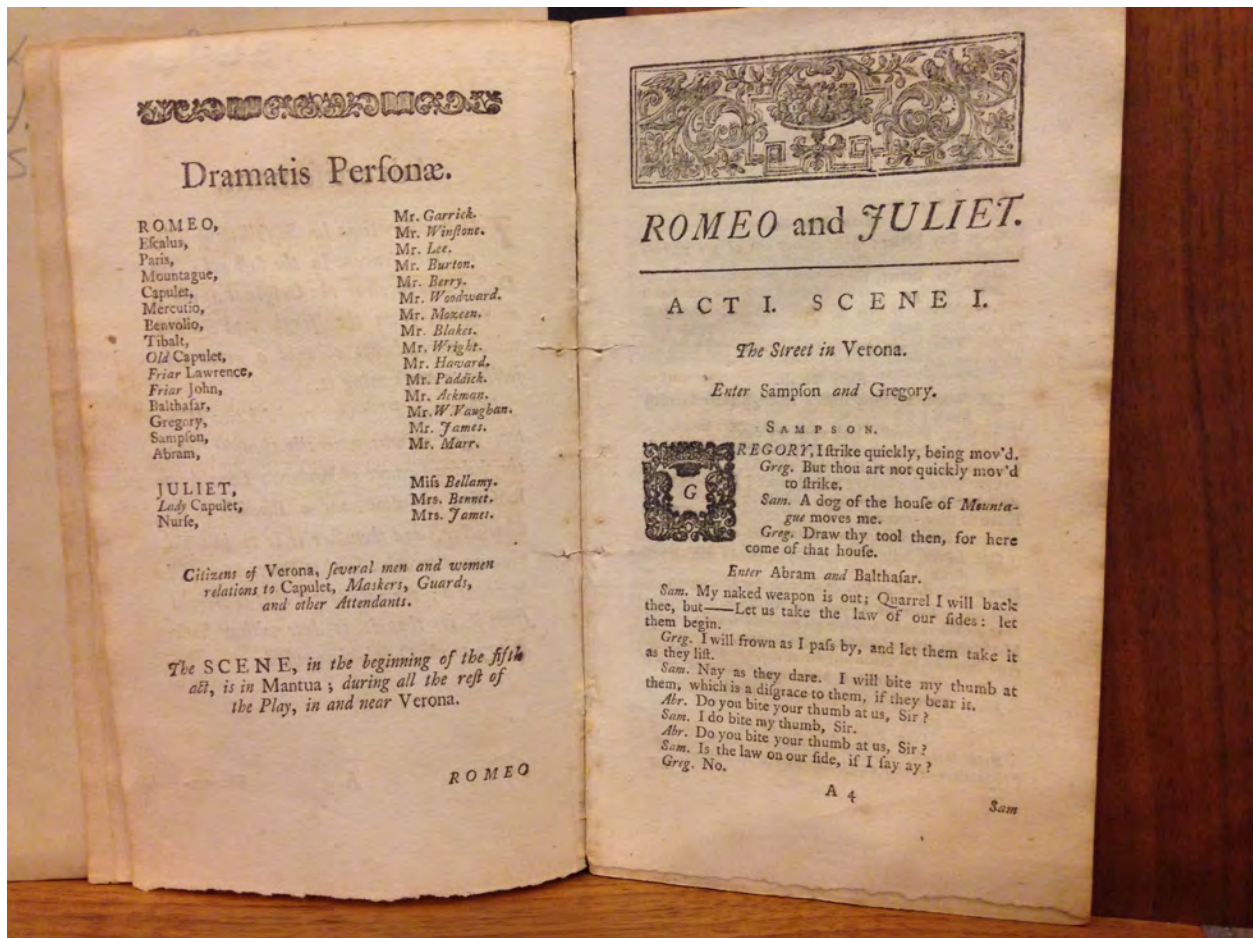 Dramatis Perſonæ.
ROMEO, Mr. Garrick.
Eſcalus, Mr. Winſtone.
Paris, Mr. Lee.
Mountague, Mr. Burton.
Capulet, Mr. Berry.
Mercutio, Mr. Woodward.
Benvolio, Mr. Mozeen.
Tibalt, Mr. Blakes.
Old Capulet, Mr. Wright.
Friar Lawrence, Mr. Havard.
Friar John, Mr. Paddick.
Balthaſar, Mr. Ackman.
Gregory, Mr. W. Vaughan.
Sampſon, Mr. James.
Abram, Mr. Marr.
JULIET, Miſs Bellamy.
Lady Capulet, Mrs. Bennet.
Nurſe, Mrs. James.
Citizens of Verona, ſeveral men and women
relations to Capulet, Maskers, Guards,
and other Attendants.
The SCENE, in the beginning of the fifth
act, is in Mantua; during all the reſt of
the Play, in and near Verona.
ROMEO
ROMEO and JULIET.
ACT I. SCENE I.
The Street in Verona.
Enter Sampſon and Gregory.
SAMPSON.
GREGORY, I ſtrike quickly, being mov'd.
Greg. But thou art not quickly mov'd
to ſtrike.
Sam. A dog of the houſe of Mounta-
gue moves me.
Greg. Draw thy tool then, for here
come of that houſe.
Enter Abram and Balthaſar.
Sam. My naked weapon is out; Quarrel I will back
thee, but——Let us take the law of our ſides: let
them begin.
Greg. I will frown as I paſs by, and let them take it
as they liſt.
Sam. Nay as they dare. I will bite my thumb at
them, which is a diſgrace to them, if they bear it.
Abr. Do you bite your thumb at us, Sir?
Sam. I do bite my thumb, Sir.
Abr. Do you bite your thumb at us, Sir?
Sam. Is the law on our ſide, if I ſay ay?
Greg. No.
A 4
Sam